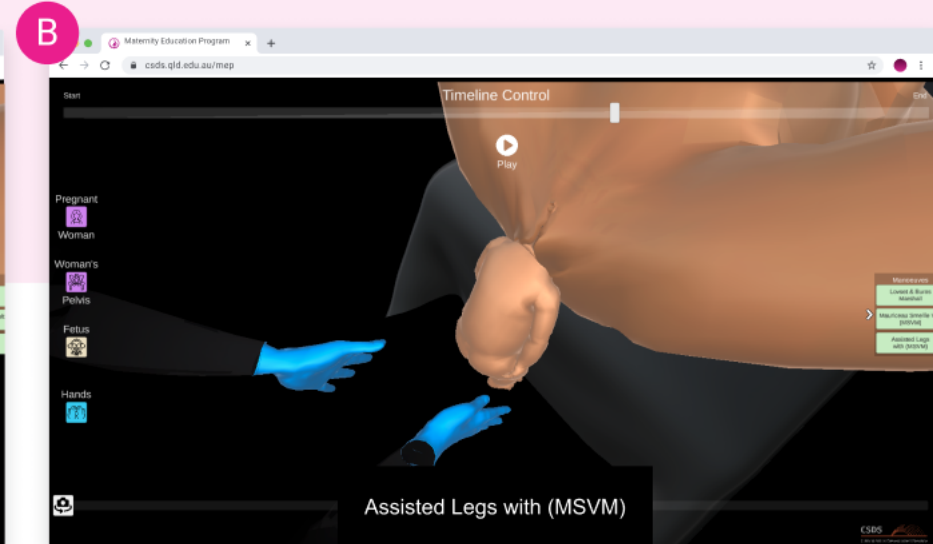 B
Maternity Education Program
csds.qld.edu.au/mep
Start
Timeline Control
End
Play
Pregnant
Woman
Woman's
Pelvis
Fetus
Hands
Manoeuvres
Lovset & Burns
Marshall
Mauriceau Smellie V
(MSVM)
Assisted Legs
with (MSVM)
Assisted Legs with (MSVM)
CSDS